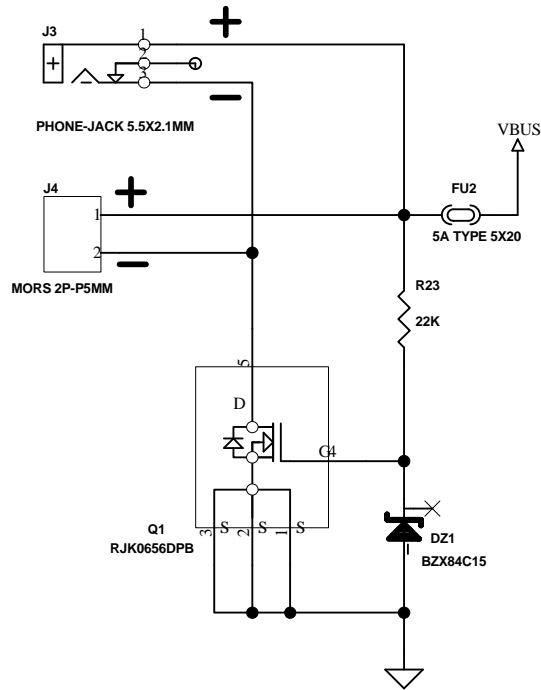 J3
1
2
3
+
+
−
PHONE-JACK 5.5X2.1MM
VBUS
J4
+
1
2
−
MORS 2P-P5MM
FU2
5A TYPE 5X20
R23
22K
5
D
G4
Q1
RJK0656DPB
3 S
2 S
1 S
DZ1
BZX84C15